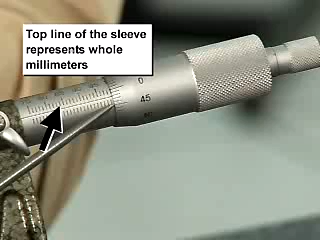 Top line of the sleeve
represents whole
millimeters
0
45